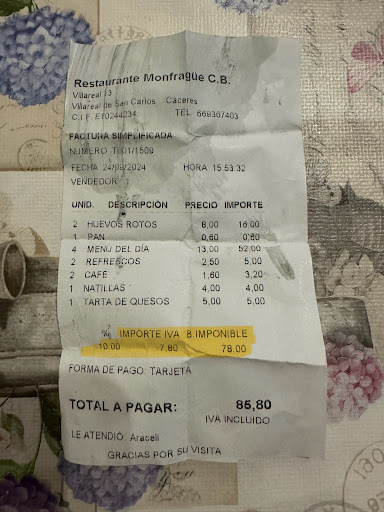 Restaurante Monfragüe C.B.
Villareal 13
Villareal de San Carlos Cáceres
C.I.F. E10244234 TEL 669367403
FACTURA SIMPLIFICADA
NUMERO T001/1509
FECHA 24/09/2024 HORA 15:53:32
VENDEDOR
UNID. DESCRIPCIÓN PRECIO IMPORTE
2 HUEVOS ROTOS 8,00 16,00
1 PAN 0,60 0,60
4 MENÚ DEL DÍA 13,00 52,00
2 REFRESCOS 2,50 5,00
2 CAFÉ 1,60 3,20
1 NATILLAS 4,00 4,00
1 TARTA DE QUESOS 5,00 5,00
% IMPORTE IVA B.IMPONIBLE
10.00 7.80 78.00
FORMA DE PAGO: TARJETA
TOTAL A PAGAR: 85,80
IVA INCLUIDO
LE ATENDIÓ: Araceli
GRACIAS POR SU VISITA